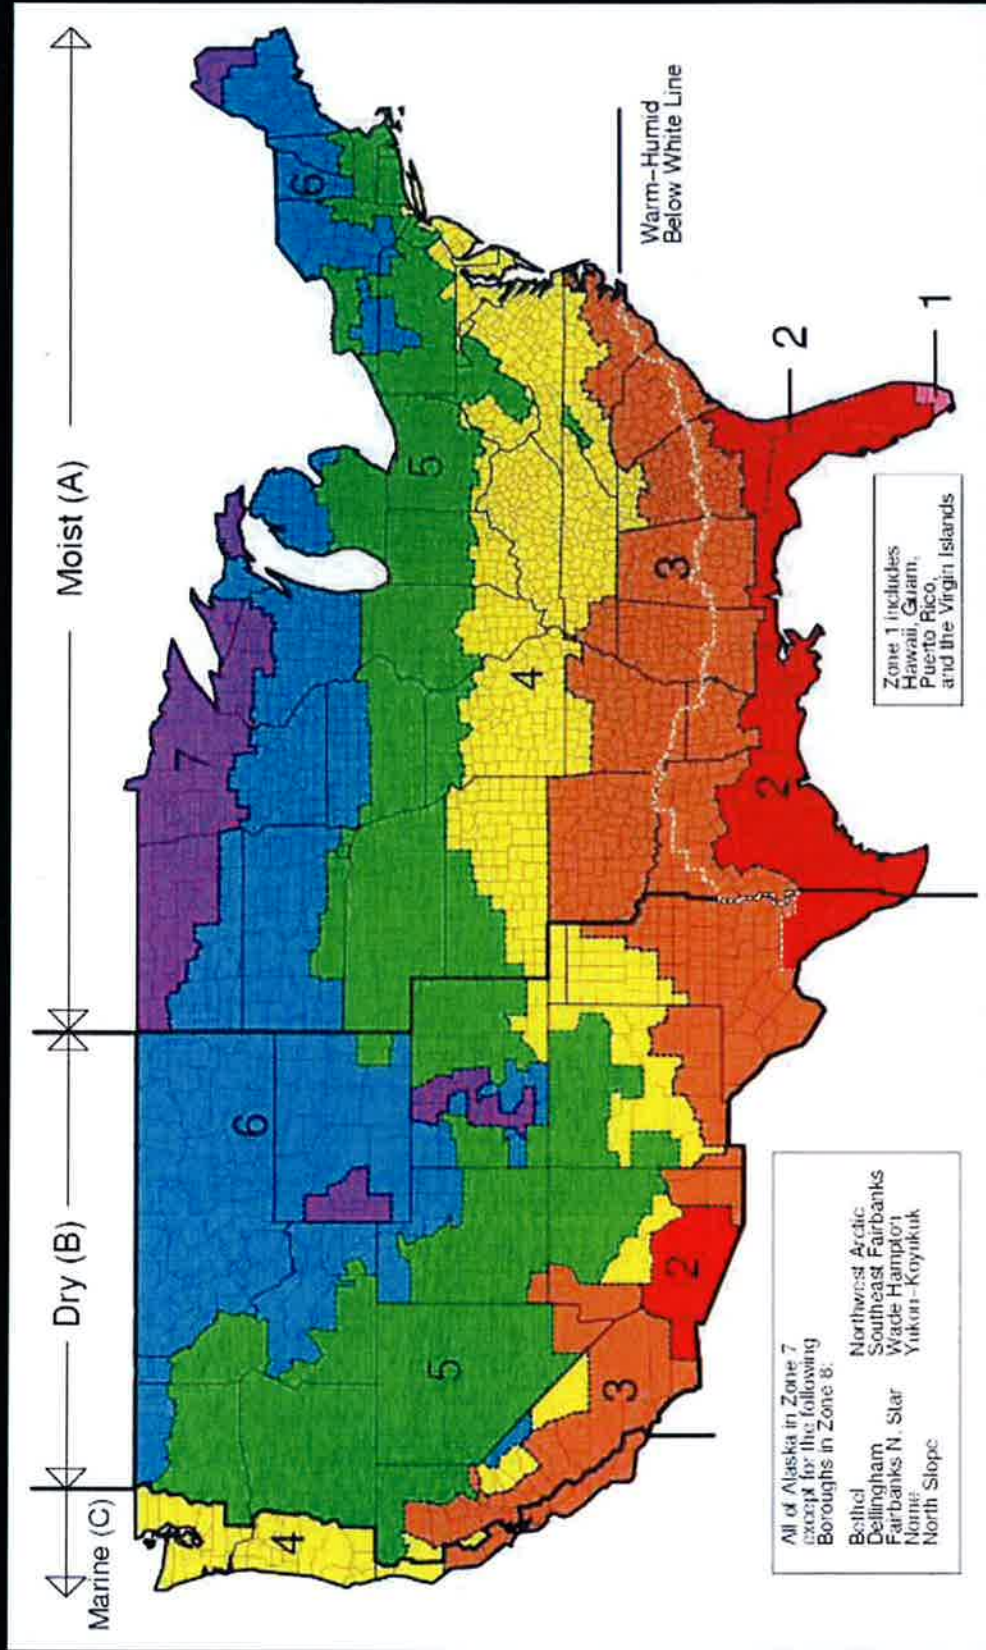 Marine (C)
Dry (B)
Moist (A)
7
6
6
5
5
4
4
3
3
2
2
2
1
Warm-Humid
Below White Line
All of Alaska in Zone 7
except for the following
Boroughs in Zone 8:
Bethel
Dellingham
Fairbanks N. Star
Nome
North Slope
Northwest Arctic
Southeast Fairbanks
Wade Hampton
Yukon-Koyukuk
Zone 1 includes
Hawaii, Guam,
Puerto Rico,
and the Virgin Islands